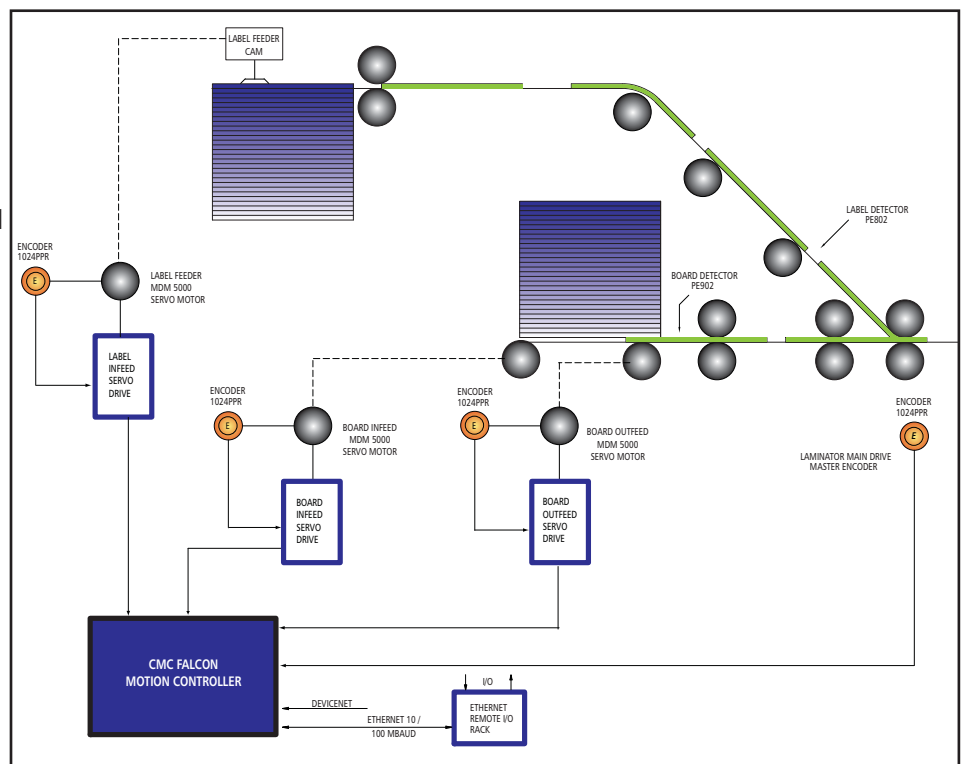 LABEL FEEDER
CAM
LABEL DETECTOR
PE802
ENCODER
1024PPR
E
LABEL FEEDER
MDM 5000
SERVO MOTOR
BOARD DETECTOR
PE902
LABEL
INFEED
SERVO
DRIVE
ENCODER
1024PPR
E
BOARD INFEED
MDM 5000
SERVO MOTOR
ENCODER
1024PPR
E
BOARD OUTFEED
MDM 5000
SERVO MOTOR
ENCODER
1024PPR
E
LAMINATOR MAIN DRIVE
MASTER ENCODER
BOARD
INFEED
SERVO
DRIVE
BOARD
OUTFEED
SERVO
DRIVE
CMC FALCON
MOTION CONTROLLER
I/O
DEVICENET
ETHERNET 10 /
100 MBAUD
ETHERNET
REMOTE I/O
RACK